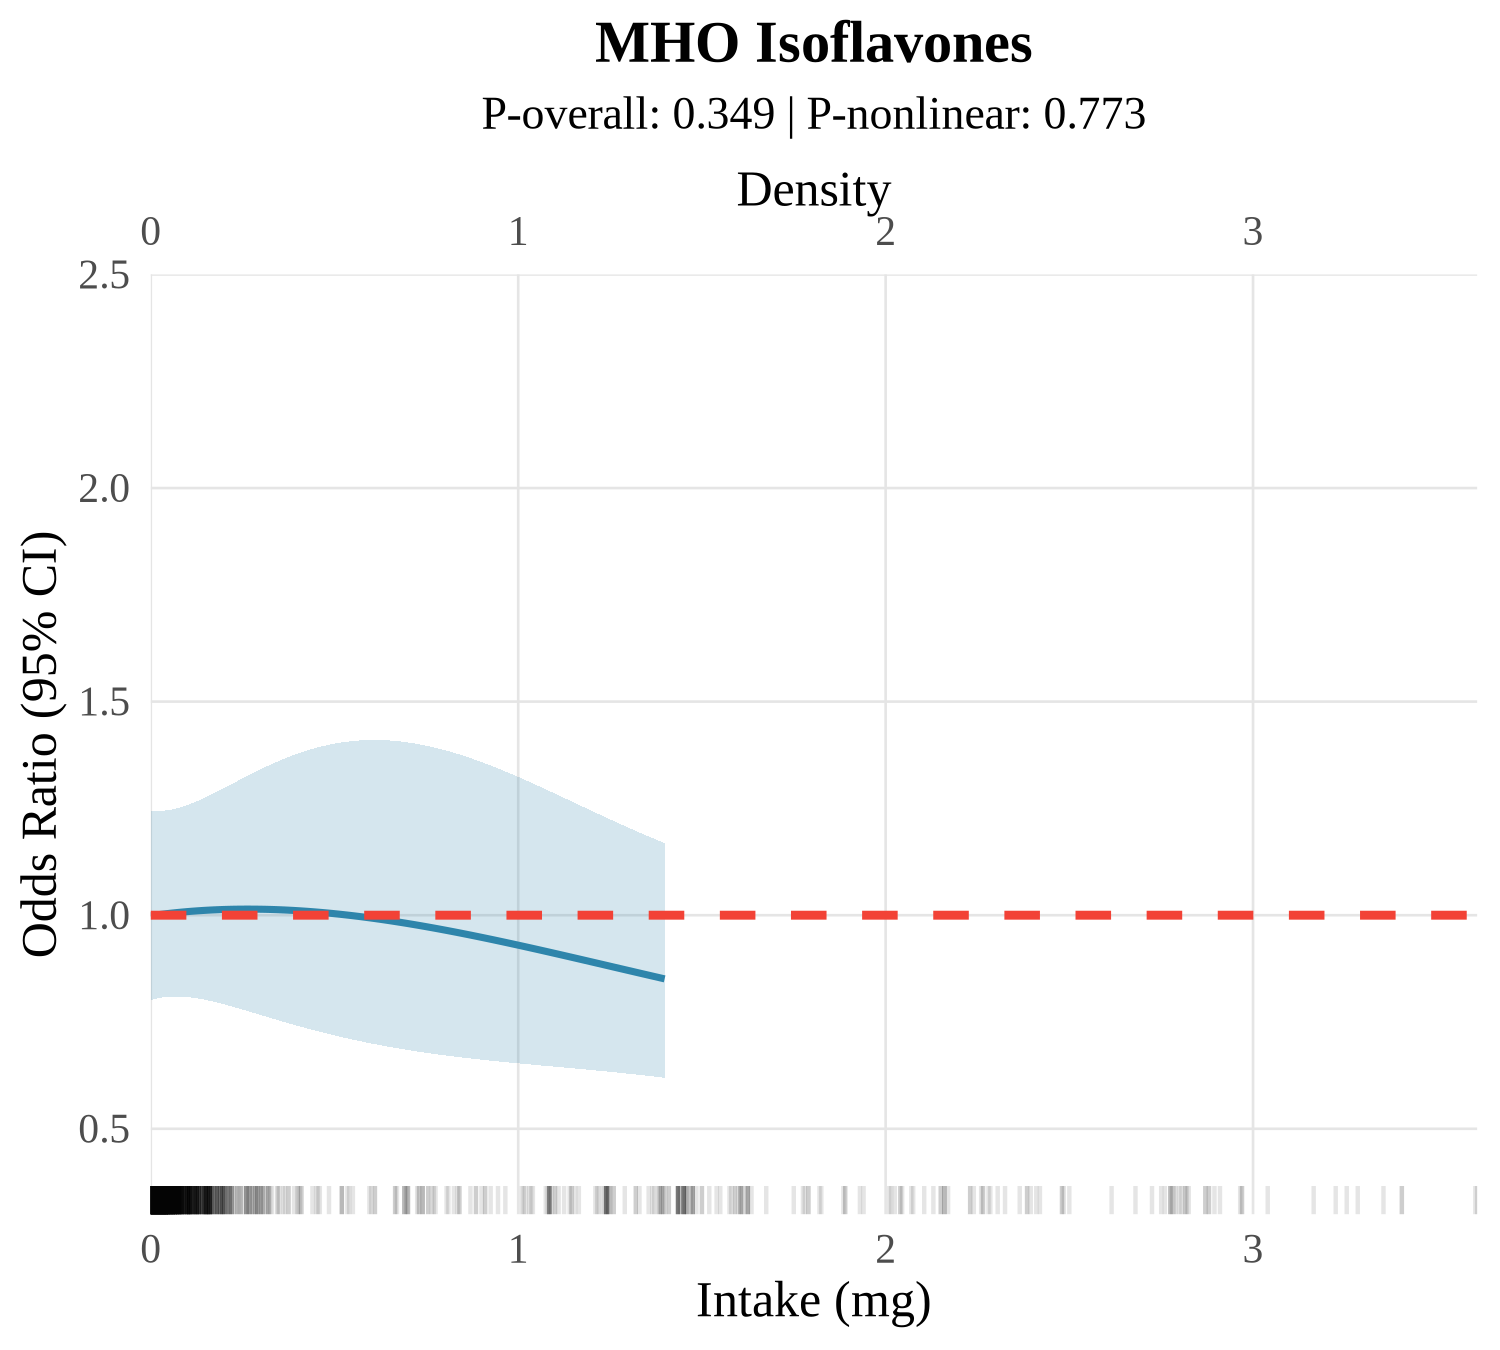 MHO Isoflavones
P-overall: 0.349 | P-nonlinear: 0.773
Density
0 1 2 3
2.5
2.0
1.5
1.0
0.5
Odds Ratio (95% CI)
0 1 2 3
Intake (mg)